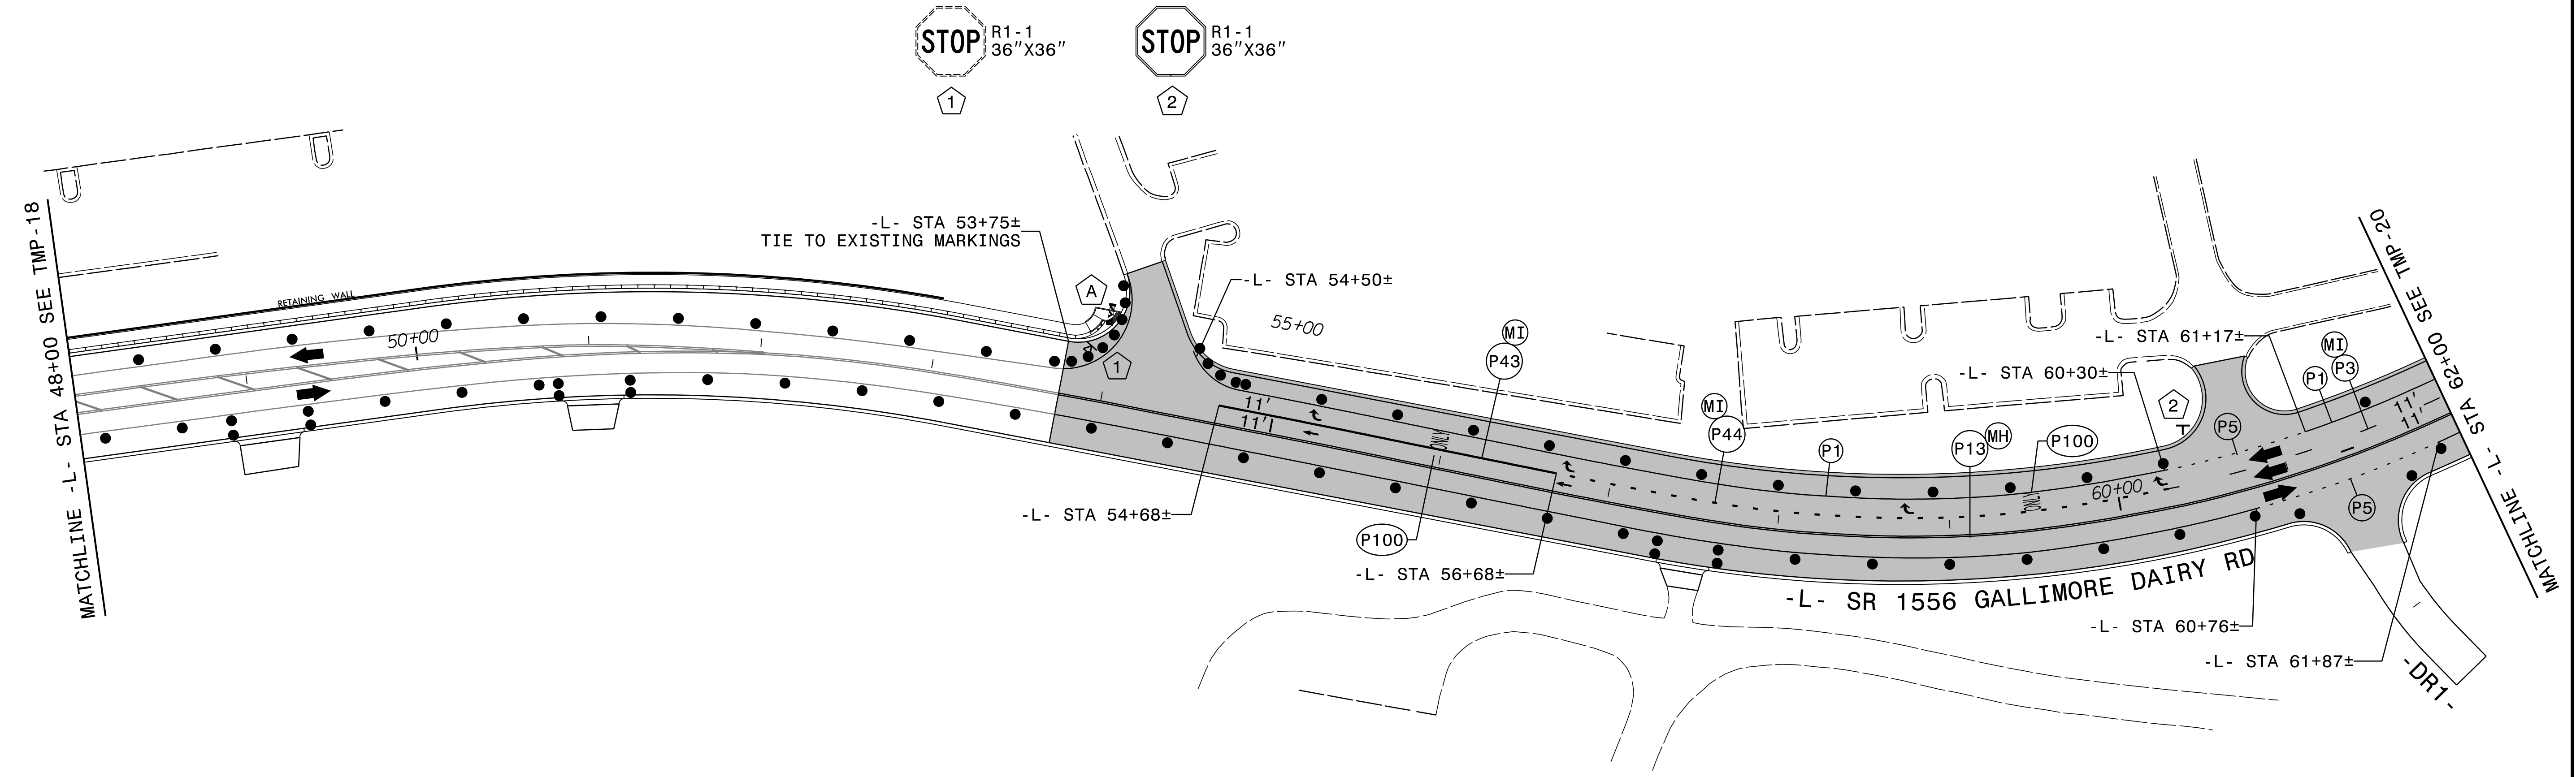 STOP
R1-1
36"X36"
1
STOP
R1-1
36"X36"
2
MATCHLINE -L- STA 48+00 SEE TMP-18
RETAINING WALL
50+00
-L- STA 53+75±
TIE TO EXISTING MARKINGS
A
1
-L- STA 54+50±
55+00
11'
11'
-L- STA 54+68±
ONLY
P100
MI
P43
-L- STA 56+68±
MI
P44
P1
P13
MH
P100
ONLY
60+00
-L- STA 60+30±
2
-L- STA 61+17±
P5
P1
MI
P3
11'
11'
P5
-L- SR 1556 GALLIMORE DAIRY RD
-L- STA 60+76±
-L- STA 61+87±
-DR1-
MATCHLINE -L- STA 62+00 SEE TMP-20